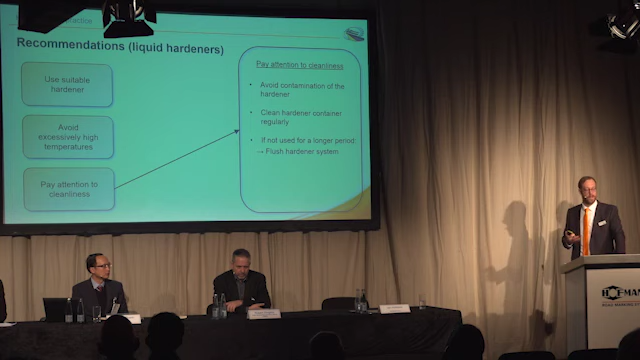 Recommendations (liquid hardeners)
Use suitable
hardener
Avoid
excessively high
temperatures
Pay attention to
cleanliness
Pay attention to cleanliness
• Avoid contamination of the
hardener
• Clean hardener container
regularly
• If not used for a longer period:
→ Flush hardener system
HOFMANN